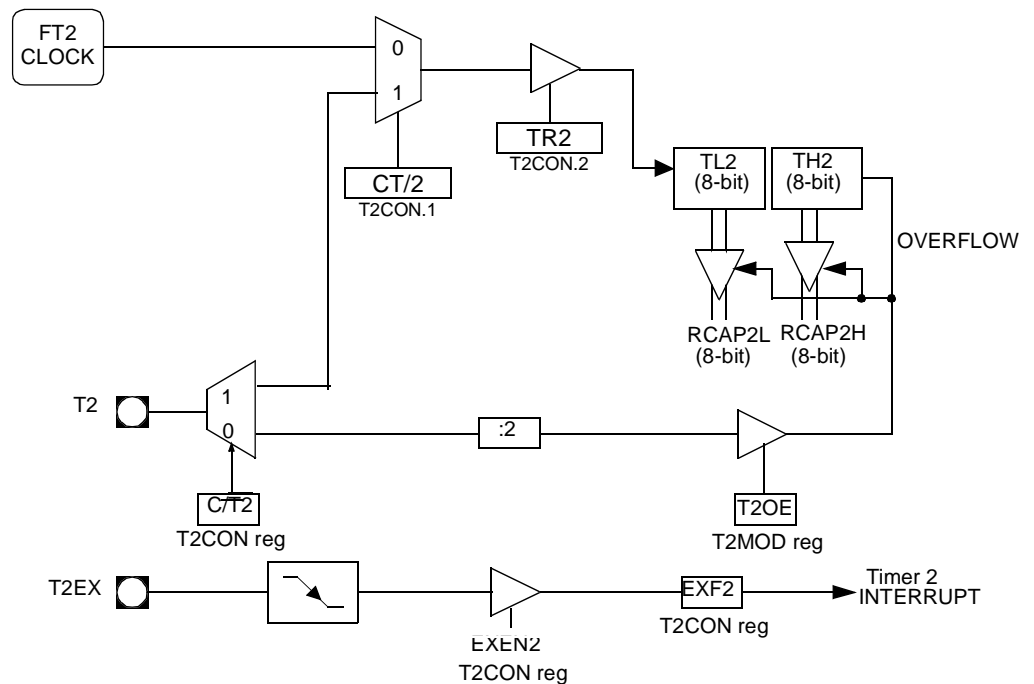 FT2
CLOCK
0
1
TR2
T2CON.2
CT/2
T2CON.1
TL2
(8-bit)
TH2
(8-bit)
OVERFLOW
RCAP2L
(8-bit)
RCAP2H
(8-bit)
T2
1
0
:2
C/T2
T2CON reg
T2OE
T2MOD reg
T2EX
EXF2
T2CON reg
Timer 2
INTERRUPT
EXEN2
T2CON reg